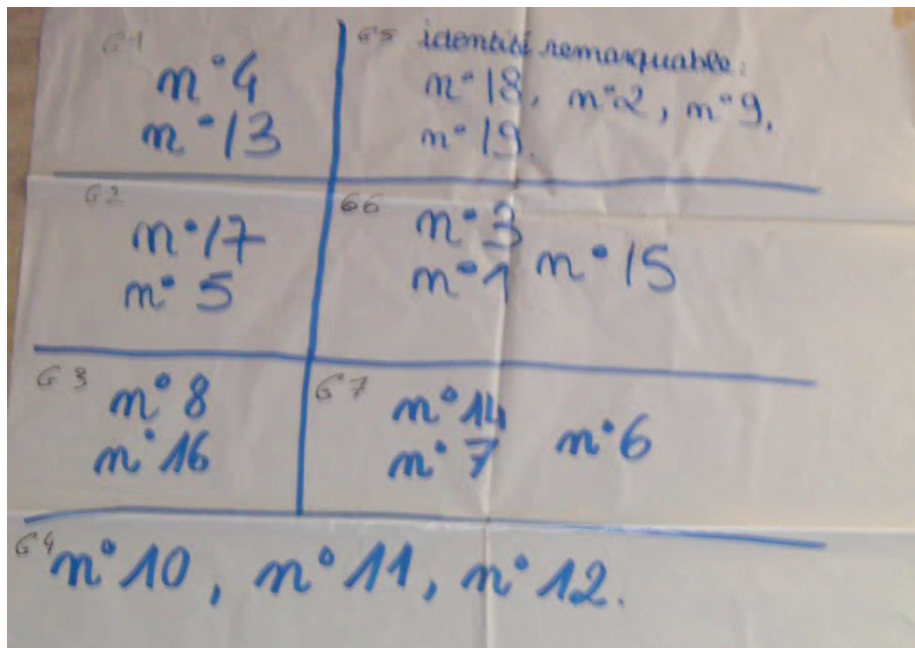 G1
n°4
n°13
G5 identité remarquable:
n°18, n°2, n°9,
n°19.
G2
n°17
n°5
G6
n°3
n°1 n°15
G3
n°8
n°16
G7
n°14
n°7 n°6
G4
n°10, n°11, n°12.